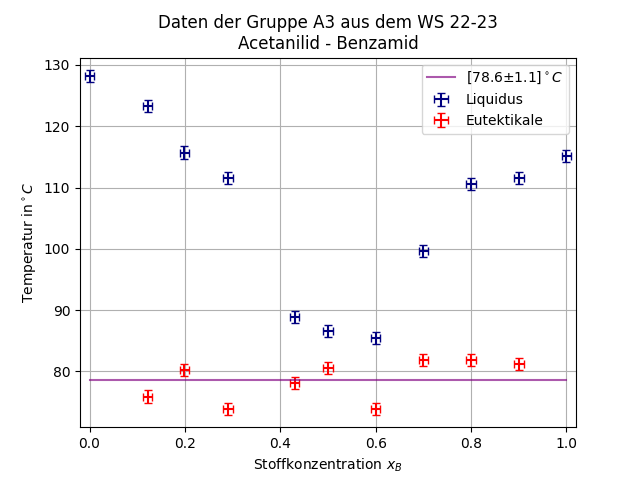 Daten der Gruppe A3 aus dem WS 22-23
Acetanilid - Benzamid
[78.6±1.1]°C
Liquidus
Eutektikale
130
120
110
100
90
80
Temperatur in°C
0.0 0.2 0.4 0.6 0.8 1.0
Stoffkonzentration x_B